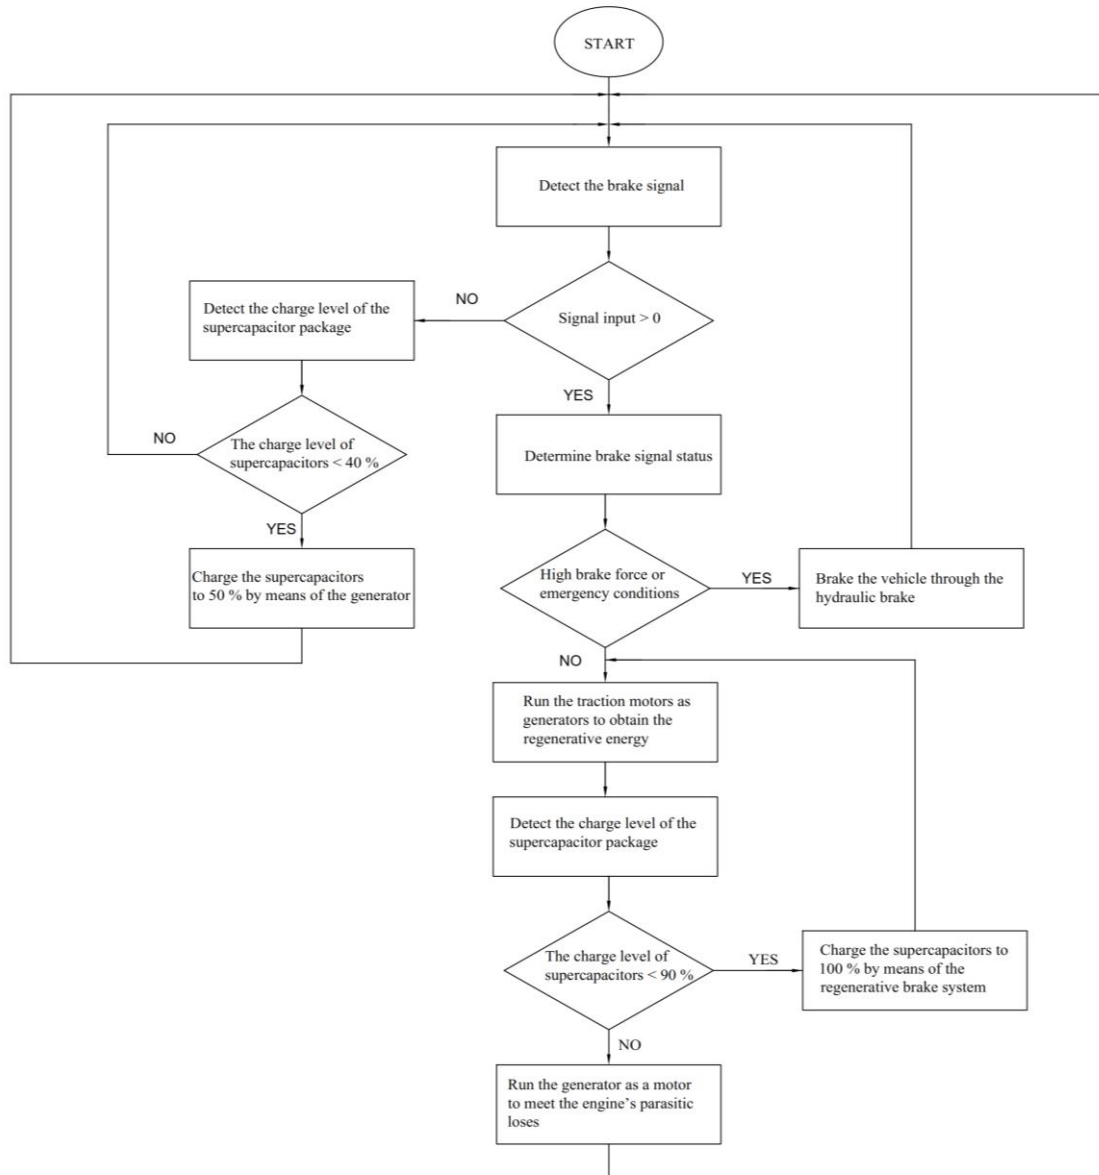 START
Detect the brake signal
Signal input > 0
NO
Detect the charge level of the
supercapacitor package
YES
The charge level of
supercapacitors < 40 %
NO
YES
Charge the supercapacitors
to 50 % by means of the generator
Determine brake signal status
High brake force or
emergency conditions
YES
Brake the vehicle through the
hydraulic brake
NO
Run the traction motors as
generators to obtain the
regenerative energy
Detect the charge level of the
supercapacitor package
The charge level of
supercapacitors < 90 %
YES
Charge the supercapacitors to
100 % by means of the
regenerative brake system
NO
Run the generator as a motor
to meet the engine's parasitic
loses